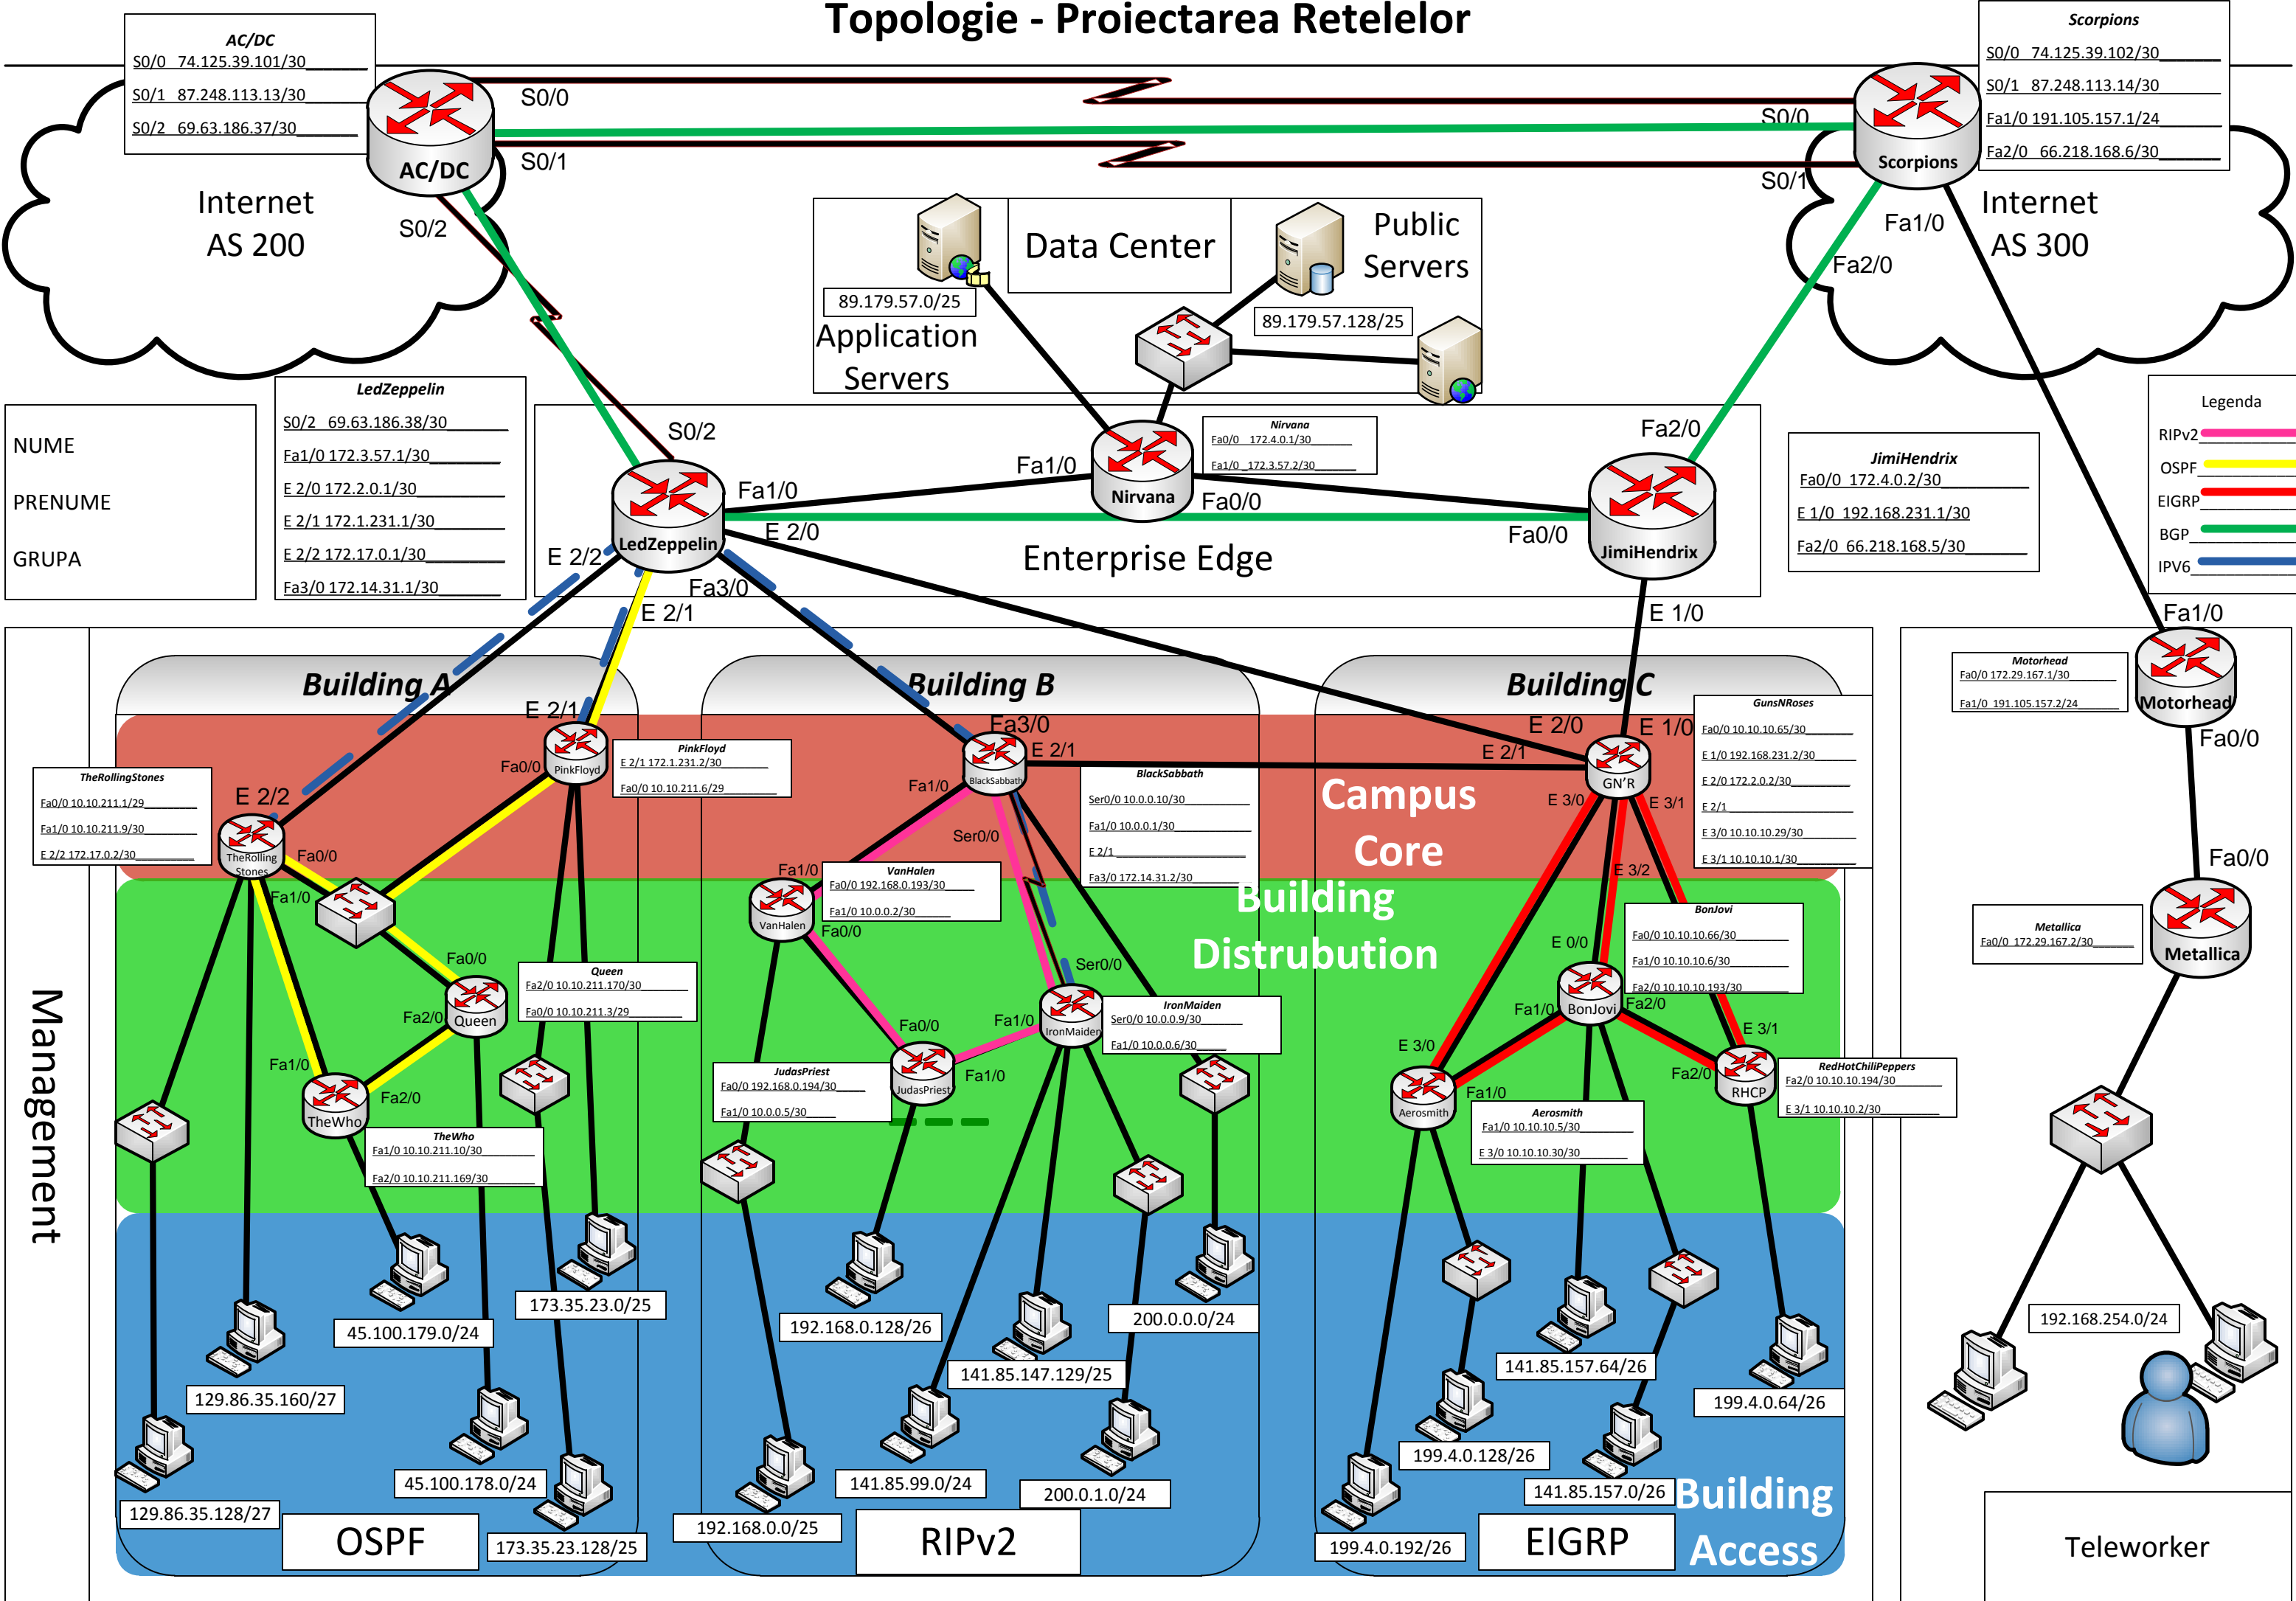 Topologie - Proiectarea Retelelor
AC/DC
S0/0 74.125.39.101/30
S0/1 87.248.113.13/30
S0/2 69.63.186.37/30
Scorpions
S0/0 74.125.39.102/30
S0/1 87.248.113.14/30
Fa1/0 191.105.157.1/24
Fa2/0 66.218.168.6/30
AC/DC
S0/0
S0/1
S0/2
S0/0
S0/1
Scorpions
Fa1/0
Fa2/0
Internet
AS 200
Internet
AS 300
Data Center
Public
Servers
89.179.57.0/25
Application
Servers
89.179.57.128/25
NUME
PRENUME
GRUPA
LedZeppelin
S0/2 69.63.186.38/30
Fa1/0 172.3.57.1/30
E 2/0 172.2.0.1/30
E 2/1 172.1.231.1/30
E 2/2 172.17.0.1/30
Fa3/0 172.14.31.1/30
S0/2
LedZeppelin
Fa1/0
E 2/0
E 2/2
Fa3/0
E 2/1
Fa1/0
Nirvana
Fa0/0
Nirvana
Fa0/0 172.4.0.1/30
Fa1/0 172.3.57.2/30
Enterprise Edge
Fa2/0
Fa0/0
JimiHendrix
E 1/0
JimiHendrix
Fa0/0 172.4.0.2/30
E 1/0 192.168.231.1/30
Fa2/0 66.218.168.5/30
Legenda
RIPv2
OSPF
EIGRP
BGP
IPV6
Management
Building A
Building B
Building C
E 2/1
PinkFloyd
Fa0/0
PinkFloyd
E 2/1 172.1.231.2/30
Fa0/0 10.10.211.6/29
TheRollingStones
Fa0/0 10.10.211.1/29
Fa1/0 10.10.211.9/30
E 2/2 172.17.0.2/30
E 2/2
TheRolling
Stones
Fa0/0
Fa1/0
Fa0/0
Queen
Fa2/0
Queen
Fa2/0 10.10.211.170/30
Fa0/0 10.10.211.3/29
Fa1/0
TheWho
Fa2/0
TheWho
Fa1/0 10.10.211.10/30
Fa2/0 10.10.211.169/30
173.35.23.0/25
45.100.179.0/24
129.86.35.160/27
45.100.178.0/24
129.86.35.128/27
173.35.23.128/25
OSPF
Fa3/0
E 2/1
BlackSabbath
Fa1/0
Ser0/0
BlackSabbath
Ser0/0 10.0.0.10/30
Fa1/0 10.0.0.1/30
E 2/1
Fa3/0 172.14.31.2/30
Fa1/0
VanHalen
Fa0/0
VanHalen
Fa0/0 192.168.0.193/30
Fa1/0 10.0.0.2/30
Ser0/0
IronMaiden
Fa1/0
IronMaiden
Ser0/0 10.0.0.9/30
Fa1/0 10.0.0.6/30
Fa0/0
JudasPriest
Fa1/0
JudasPriest
Fa0/0 192.168.0.194/30
Fa1/0 10.0.0.5/30
192.168.0.128/26
200.0.0.0/24
141.85.147.129/25
141.85.99.0/24
200.0.1.0/24
192.168.0.0/25
RIPv2
E 2/0
E 1/0
E 2/1
GN'R
E 3/0
E 3/1
E 3/2
GunsNRoses
Fa0/0 10.10.10.65/30
E 1/0 192.168.231.2/30
E 2/0 172.2.0.2/30
E 2/1
E 3/0 10.10.10.29/30
E 3/1 10.10.10.1/30
Campus
Core
Building
Distrubution
BonJovi
Fa0/0 10.10.10.66/30
Fa1/0 10.10.10.6/30
Fa2/0 10.10.10.193/30
E 0/0
Fa1/0
BonJovi
Fa2/0
E 3/0
Aerosmith
Fa1/0
Aerosmith
Fa1/0 10.10.10.5/30
E 3/0 10.10.10.30/30
E 3/1
Fa2/0
RHCP
RedHotChiliPeppers
Fa2/0 10.10.10.194/30
E 3/1 10.10.10.2/30
141.85.157.64/26
199.4.0.64/26
199.4.0.128/26
141.85.157.0/26
199.4.0.192/26
EIGRP
Building
Access
Fa1/0
Motorhead
Fa0/0
Motorhead
Fa0/0 172.29.167.1/30
Fa1/0 191.105.157.2/24
Fa0/0
Metallica
Metallica
Fa0/0 172.29.167.2/30
192.168.254.0/24
Teleworker